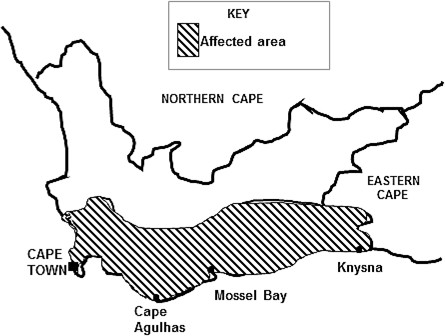 KEY
Affected area
NORTHERN CAPE
EASTERN
CAPE
CAPE
TOWN
Knysna
Mossel Bay
Cape
Agulhas